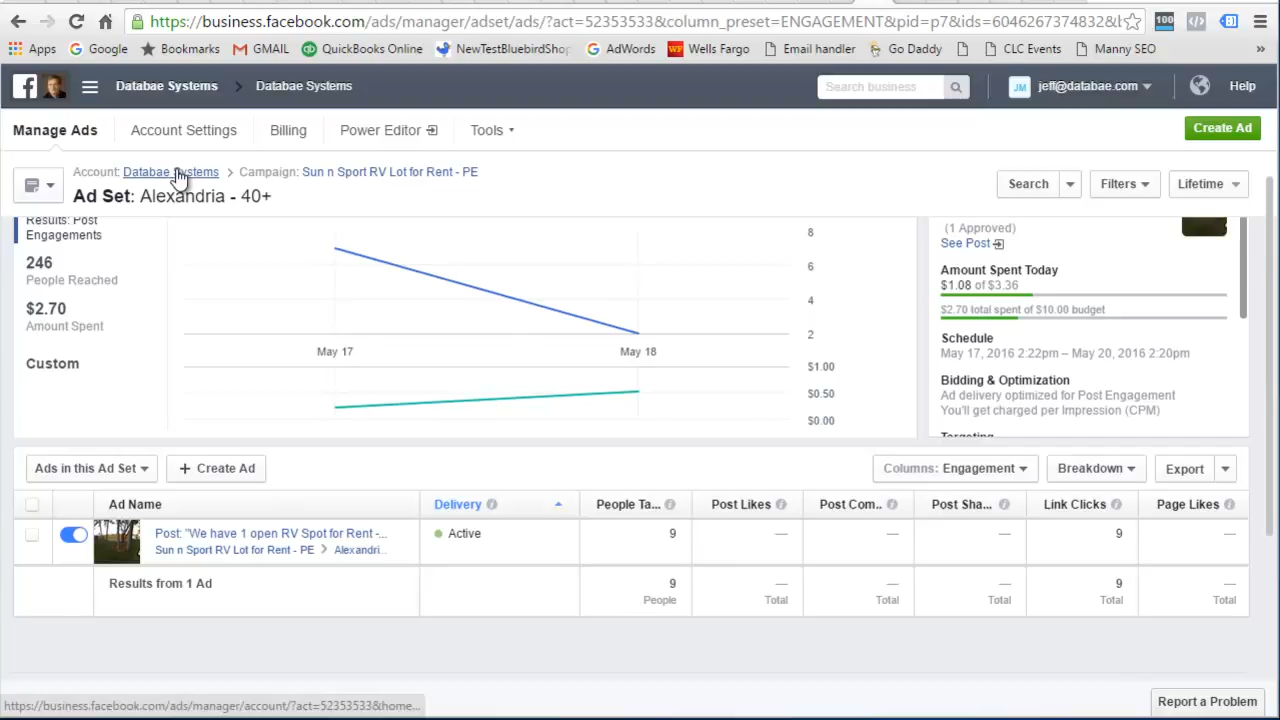 https://business.facebook.com/ads/manager/adset/ads/?act=52353533&column_preset=ENGAGEMENT&pid=p7&ids=6046267374832&
100
Apps Google Bookmarks GMAIL QuickBooks Online NewTestBluebirdShop AdWords Wells Fargo Email handler Go Daddy CLC Events Manny SEO »
Databae Systems > Databae Systems
Search business
JM jeff@databae.com
Help
Manage Ads Account Settings Billing Power Editor Tools
Create Ad
Account: Databae Systems > Campaign: Sun n Sport RV Lot for Rent - PE
Ad Set: Alexandria - 40+
Search Filters Lifetime
Results: Post
Engagements
246
People Reached
$2.70
Amount Spent
Custom
8
6
4
2
May 17 May 18
$1.00
$0.50
$0.00
(1 Approved)
See Post
Amount Spent Today
$1.08 of $3.36
$2.70 total spent of $10.00 budget
Schedule
May 17, 2016 2:22pm – May 20, 2016 2:20pm
Bidding & Optimization
Ad delivery optimized for Post Engagement
You'll get charged per Impression (CPM)
Targeting
Ads in this Ad Set + Create Ad Columns: Engagement Breakdown Export
Ad Name Delivery People Ta... Post Likes Post Com.. Post Sha... Link Clicks Page Likes
Post: "We have 1 open RV Spot for Rent -... Active 9 — — — 9 —
Sun n Sport RV Lot for Rent - PE > Alexandri..
Results from 1 Ad 9 — — — 9 —
People Total Total Total Total Total
https://business.facebook.com/ads/manager/account/?act=52353533&home...
Report a Problem